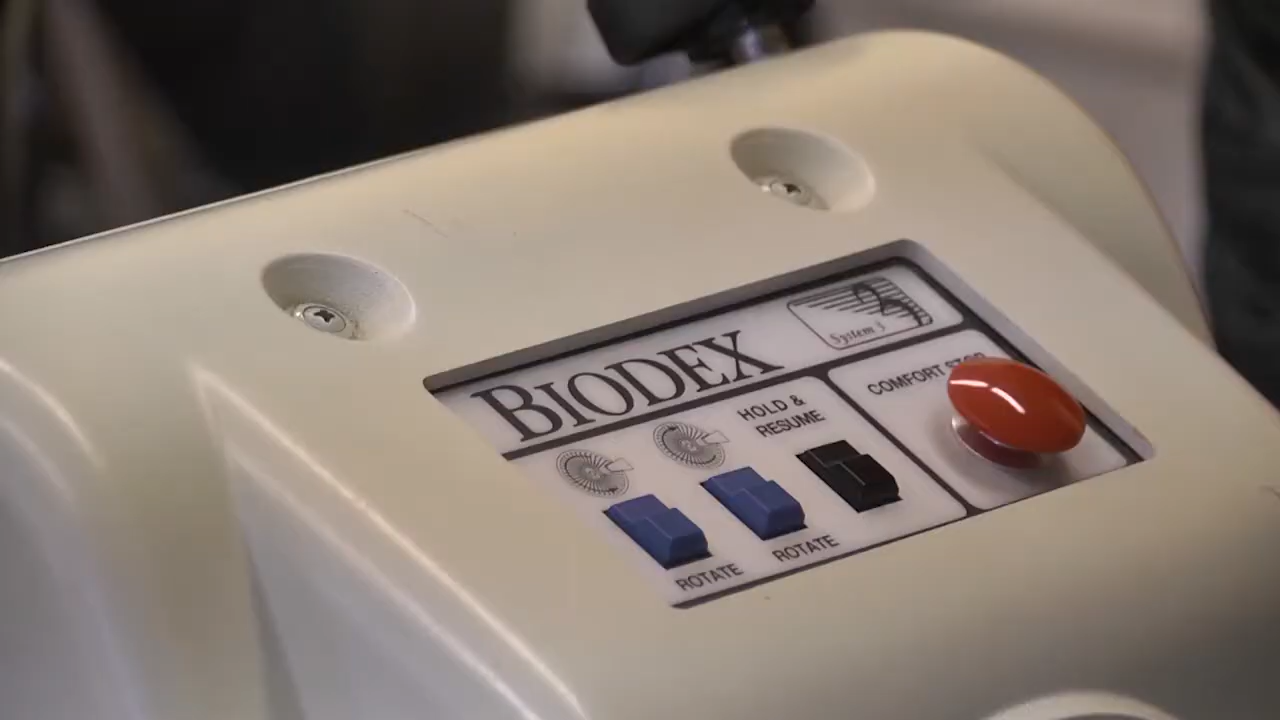 BIODEX
System 3
HOLD &
RESUME
COMFORT STOP
ROTATE
ROTATE